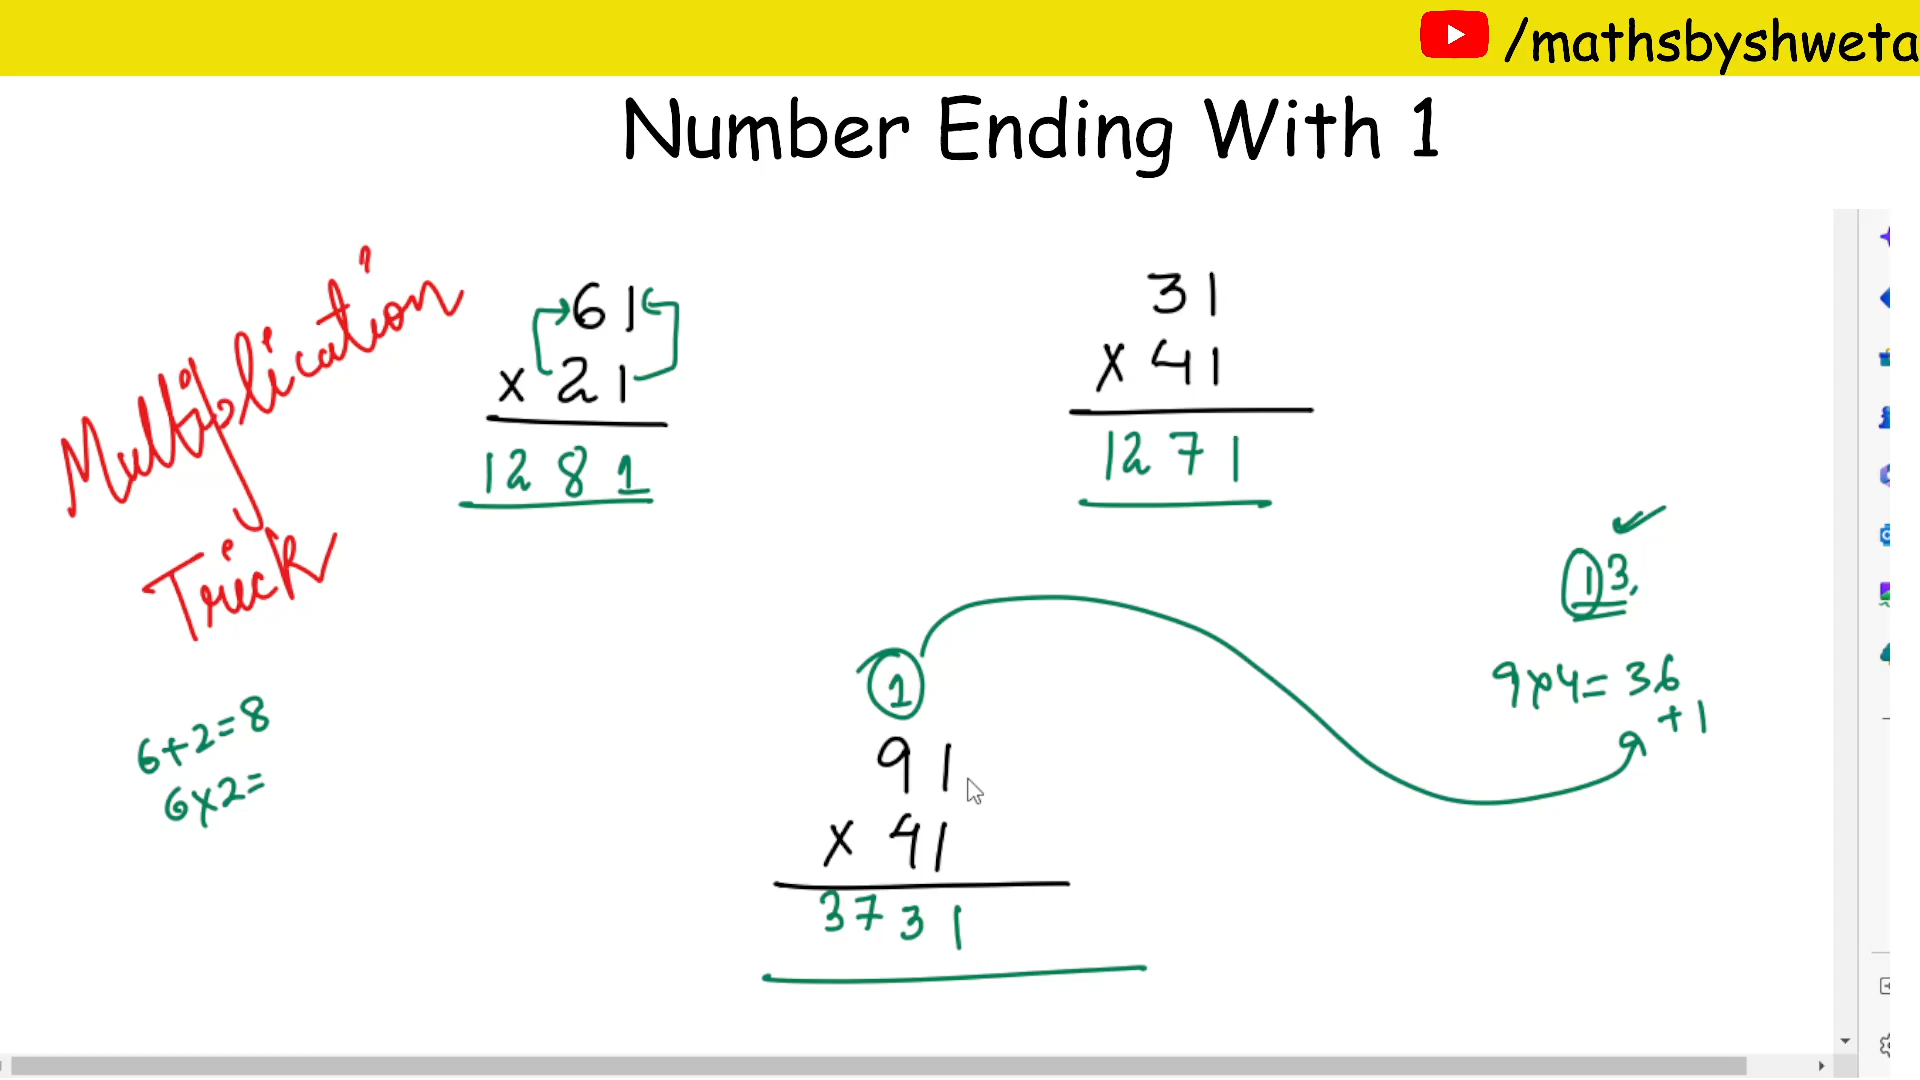 /mathsbyshweta
Number Ending With 1
Multiplication
Trick
61
x 21
1281
31
x 41
1271
13,
9x4=36
+1
1
91
x 41
3731
6+2=8
6x2=